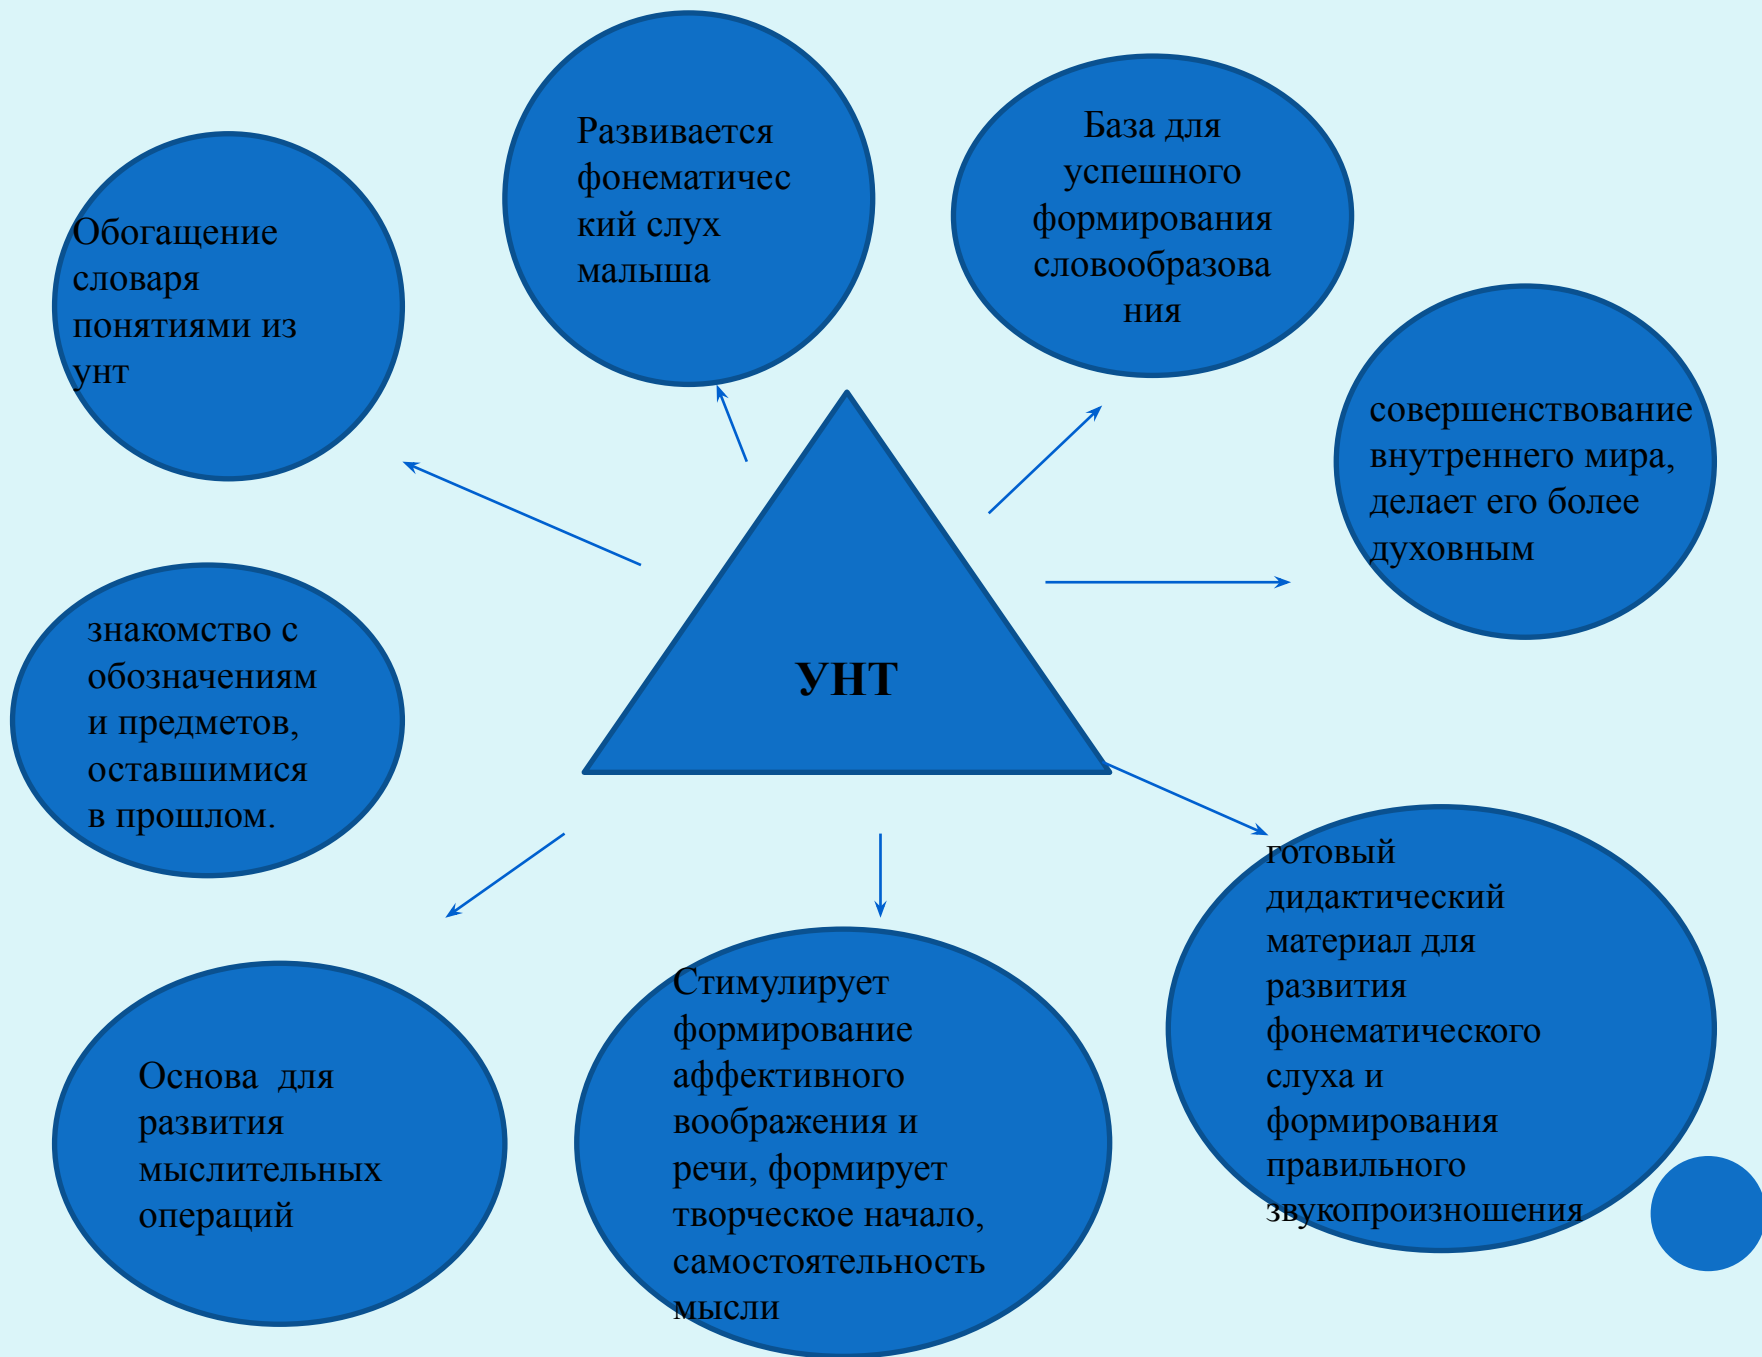 Развивается
фонематичес
кий слух
малыша
База для
успешного
формирования
словообразова
ния
Обогащение
словаря
понятиями из
унт
совершенствование
внутреннего мира,
делает его более
духовным
знакомство с
обозначениям
и предметов,
оставшимися
в прошлом.
УНТ
готовый
дидактический
материал для
развития
фонематического
слуха и
формирования
правильного
звукопроизношения
Основа  для
развития
мыслительных
операций
Стимулирует
формирование
аффективного
воображения и
речи, формирует
творческое начало,
самостоятельность
мысли